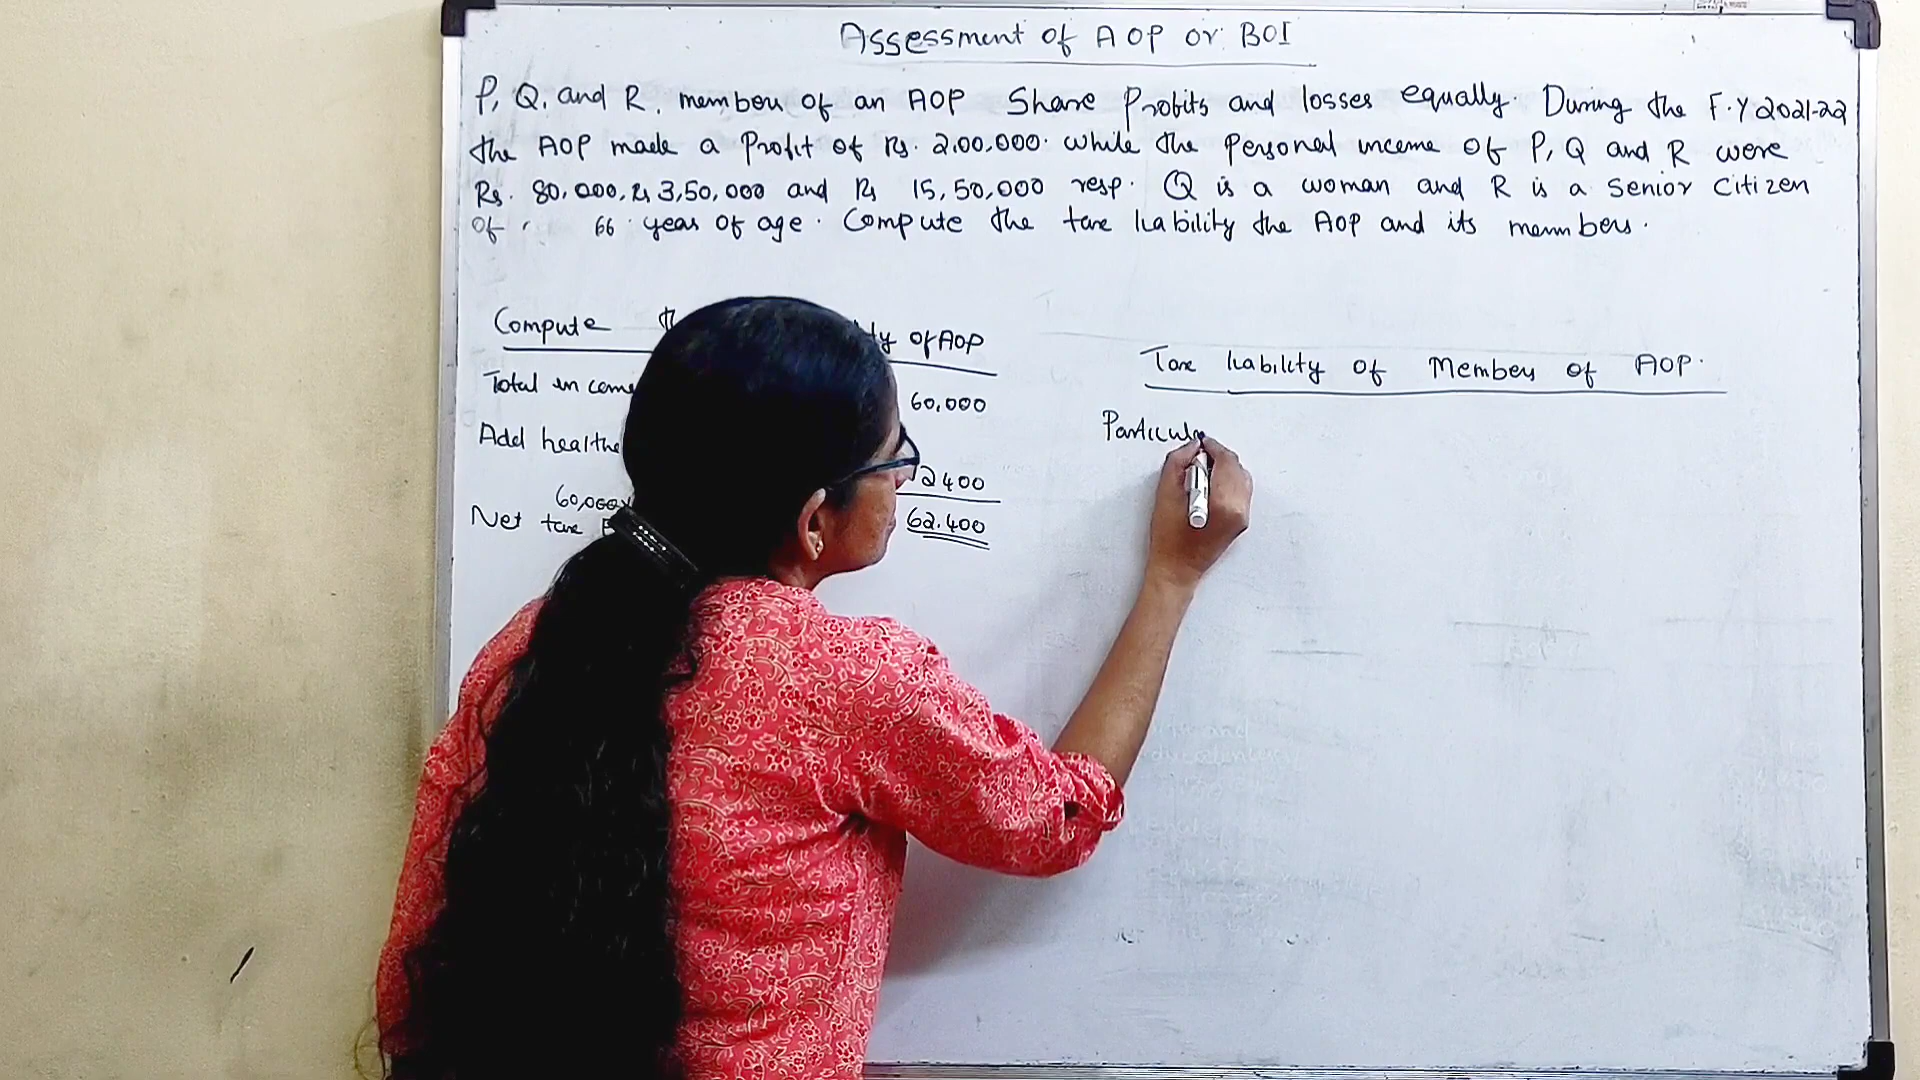 Assessment of AOP or BOI
P, Q, and R, members of an AOP Share Profits and losses equally. During the F.Y 2021-22
the AOP made a Profit of Rs. 2,00,000. while the Personal income of P, Q and R were
Rs. 80,000, Rs 3,50,000 and Rs 15,50,000 resp. Q is a woman and R is a Senior Citizen
of 66 year of age. Compute the tax liability the AOP and its members.
Compute of AOP
Total income 60,000
Add health
2400
60,000x
Net tax 62,400
Tax liability of Members of AOP.
Particula